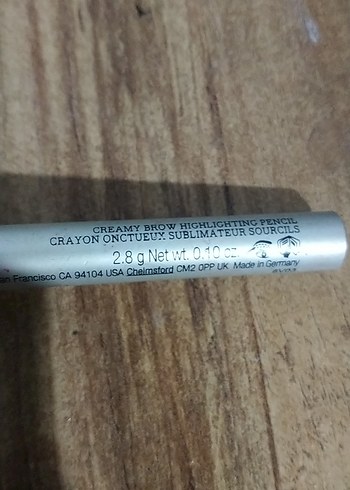 CREAMY BROW HIGHLIGHTING PENCIL
CRAYON ONCTUEUX SUBLIMATEUR SOURCILS
2.8 g Net wt. 0.10 oz.
Francisco CA 94104 USA Chelmsford CM2 0PP UK Made in Germany